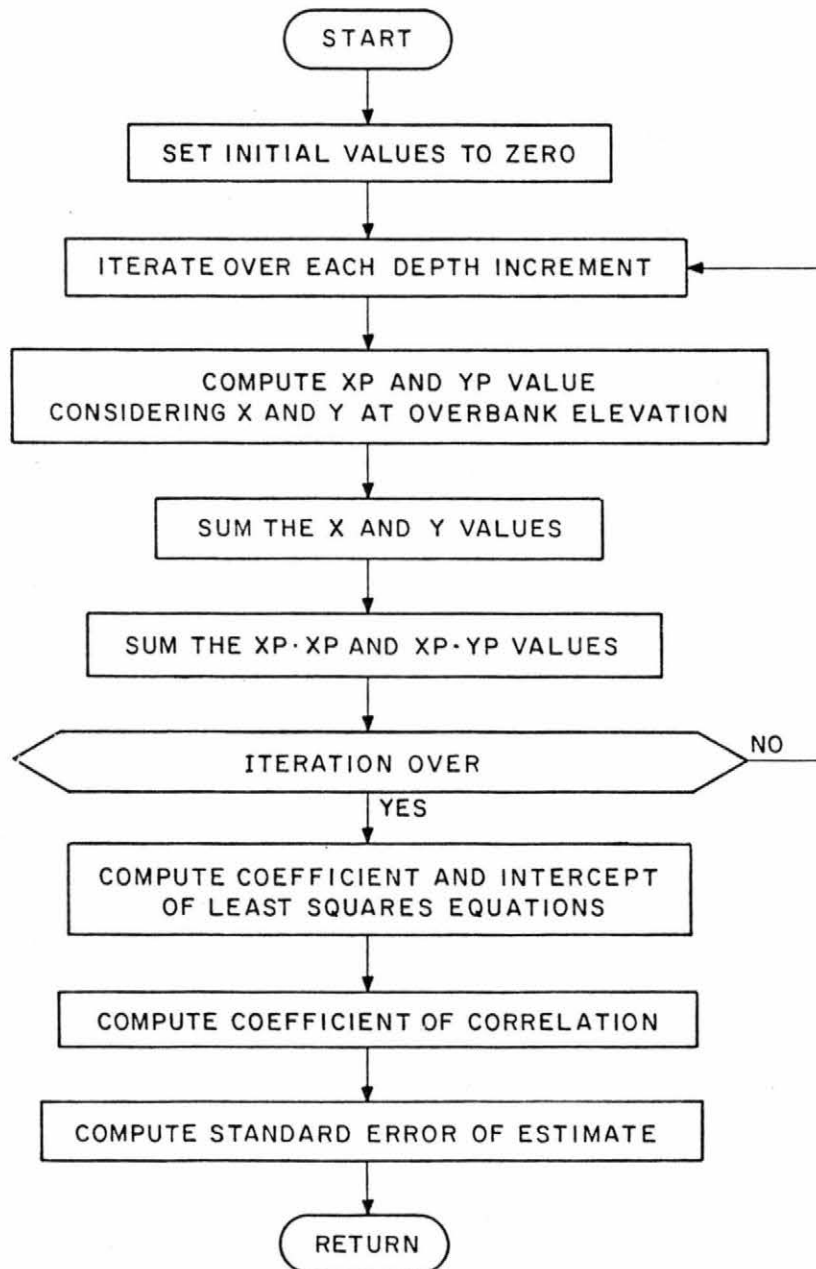 START
SET INITIAL VALUES TO ZERO
ITERATE OVER EACH DEPTH INCREMENT
COMPUTE XP AND YP VALUE
CONSIDERING X AND Y AT OVERBANK ELEVATION
SUM THE X AND Y VALUES
SUM THE XP·XP AND XP·YP VALUES
ITERATION OVER
NO
YES
COMPUTE COEFFICIENT AND INTERCEPT
OF LEAST SQUARES EQUATIONS
COMPUTE COEFFICIENT OF CORRELATION
COMPUTE STANDARD ERROR OF ESTIMATE
RETURN